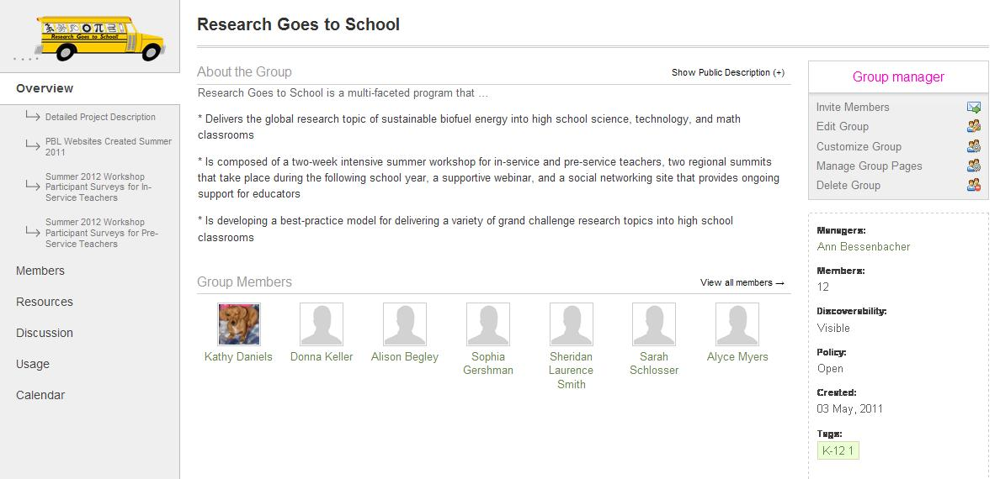 Research Goes to School!
Overview
Detailed Project Description
PBL Websites Created Summer
2011
Summer 2012 Workshop
Participant Surveys for In-
Service Teachers
Summer 2012 Workshop
Participant Surveys for Pre-
Service Teachers
Members
Resources
Discussion
Usage
Calendar
Research Goes to School
About the Group
Show Public Description (+)
Research Goes to School is a multi-faceted program that ...
* Delivers the global research topic of sustainable biofuel energy into high school science, technology, and math
classrooms
* Is composed of a two-week intensive summer workshop for in-service and pre-service teachers, two regional summits
that take place during the following school year, a supportive webinar, and a social networking site that provides ongoing
support for educators
* Is developing a best-practice model for delivering a variety of grand challenge research topics into high school
classrooms
Group Members
View all members →
Kathy Daniels
Donna Keller
Alison Begley
Sophia
Gershman
Sheridan
Laurence
Smith
Sarah
Schlosser
Alyce Myers
Group manager
Invite Members
Edit Group
Customize Group
Manage Group Pages
Delete Group
Managers:
Ann Bessenbacher
Members:
12
Discoverability:
Visible
Policy:
Open
Created:
03 May, 2011
Tags:
K-12 1